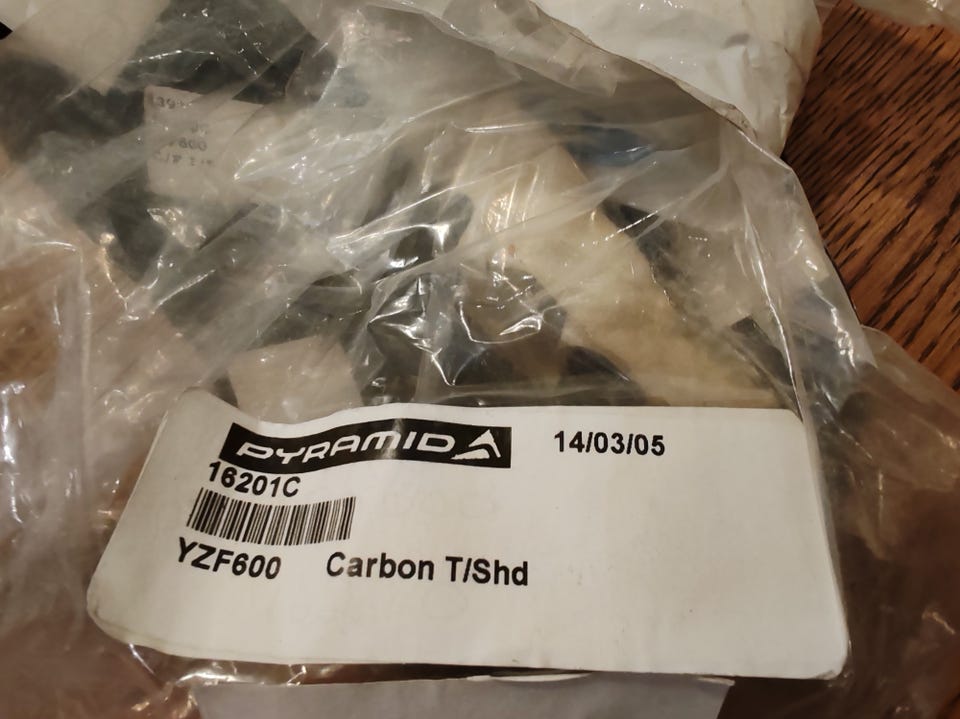 PYRAMID 14/03/05
16201C
YZF600 Carbon T/Shd